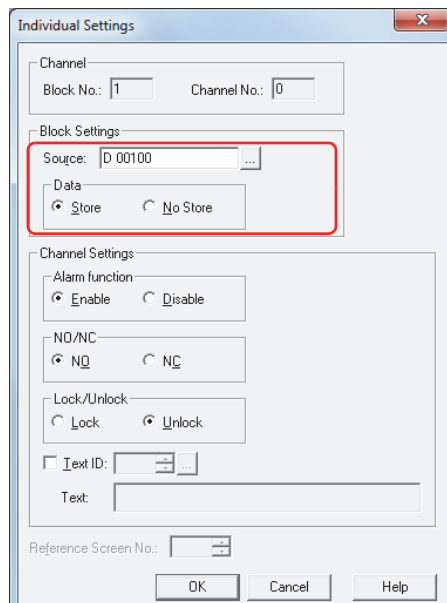 Individual Settings
Channel
Block No.: 1 Channel No.: 0
Block Settings
Source: D 00100 ...
Data
Store No Store
Channel Settings
Alarm function
Enable Disable
NO/NC
NO NC
Lock/Unlock
Lock Unlock
Text ID: ...
Text:
Reference Screen No.:
OK Cancel Help